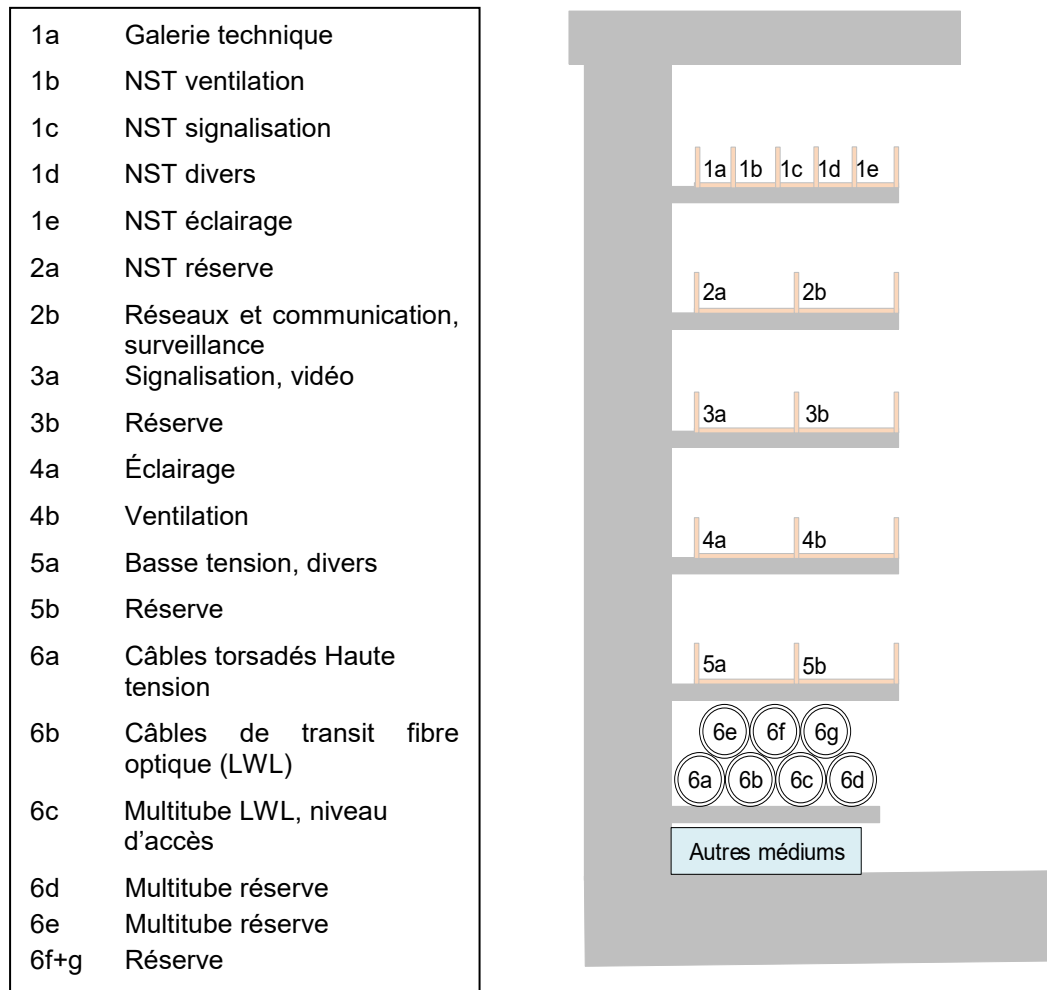 1a Galerie technique
1b NST ventilation
1c NST signalisation
1d NST divers
1e NST éclairage
2a NST réserve
2b Réseaux et communication,
surveillance
3a Signalisation, vidéo
3b Réserve
4a Éclairage
4b Ventilation
5a Basse tension, divers
5b Réserve
6a Câbles torsadés Haute
tension
6b Câbles de transit fibre
optique (LWL)
6c Multitube LWL, niveau
d’accès
6d Multitube réserve
6e Multitube réserve
6f+g Réserve
1a 1b 1c 1d 1e
2a 2b
3a 3b
4a 4b
5a 5b
6e 6f 6g
6a 6b 6c 6d
Autres médiums